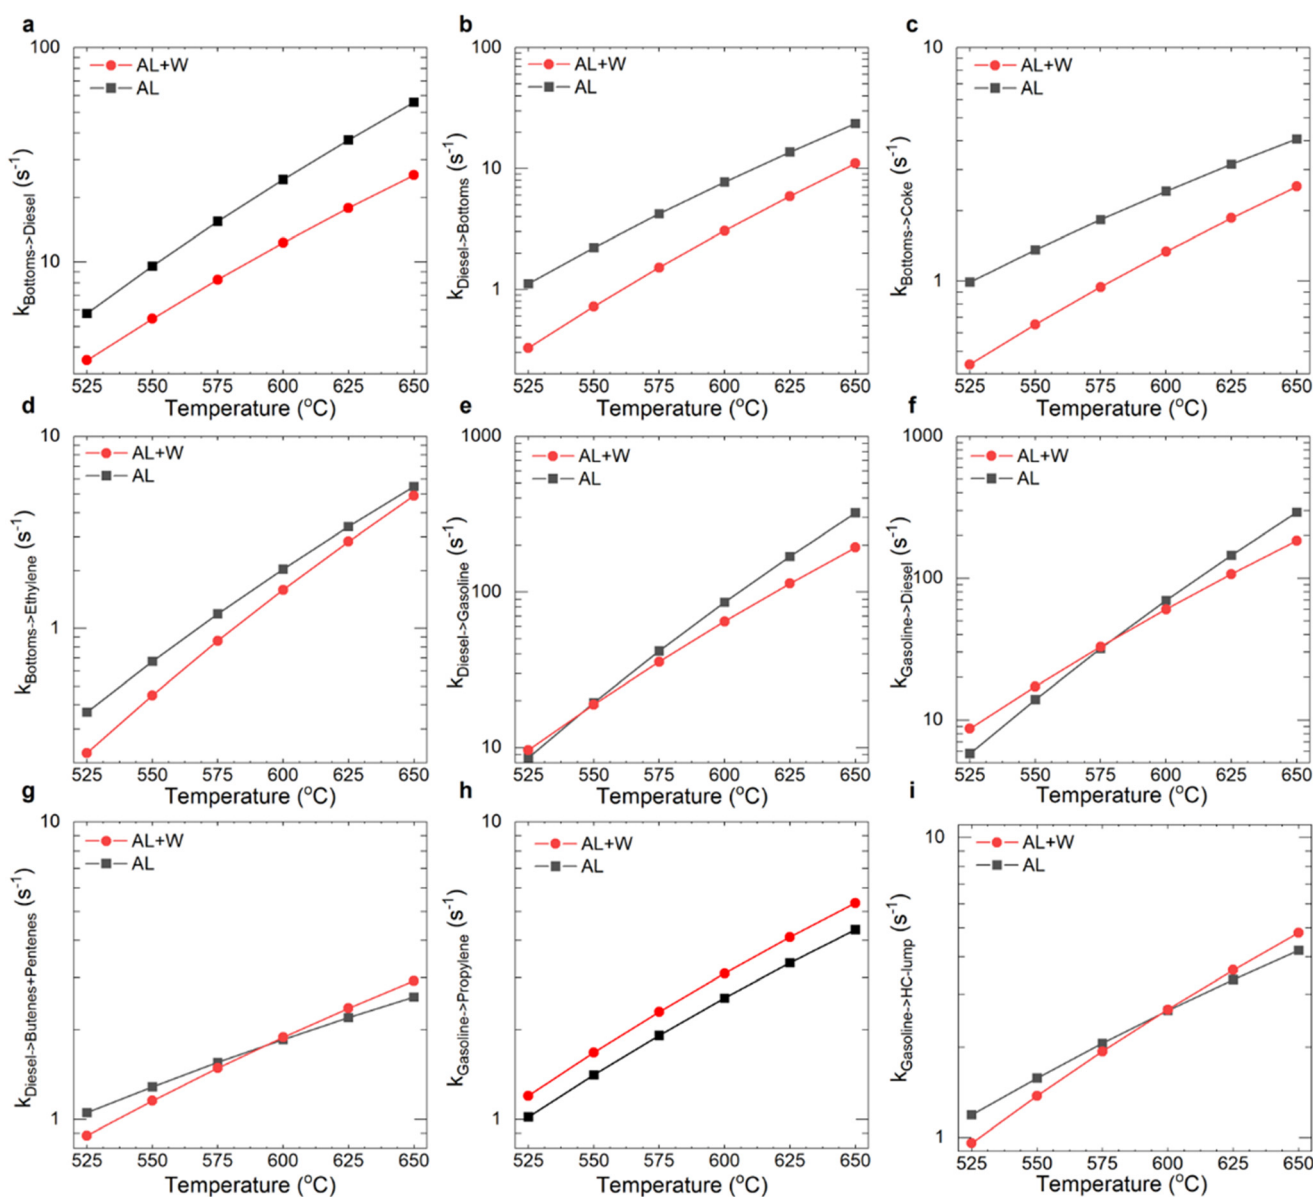 a
100
AL+W
AL
10
k_Bottoms->Diesel (s⁻¹)
525 550 575 600 625 650
Temperature (°C)
b
100
AL+W
AL
10
1
k_Diesel->Bottoms (s⁻¹)
525 550 575 600 625 650
Temperature (°C)
c
10
AL+W
AL
1
k_Bottoms->Coke (s⁻¹)
525 550 575 600 625 650
Temperature (°C)
d
10
AL+W
AL
1
k_Bottoms->Ethylene (s⁻¹)
525 550 575 600 625 650
Temperature (°C)
e
1000
AL+W
AL
100
10
k_Diesel->Gasoline (s⁻¹)
525 550 575 600 625 650
Temperature (°C)
f
1000
AL+W
AL
100
10
k_Gasoline->Diesel (s⁻¹)
525 550 575 600 625 650
Temperature (°C)
g
10
AL+W
AL
1
k_Diesel->Butenes+Pentenes (s⁻¹)
525 550 575 600 625 650
Temperature (°C)
h
10
AL+W
AL
1
k_Gasoline->Propylene (s⁻¹)
525 550 575 600 625 650
Temperature (°C)
i
10
AL+W
AL
1
k_Gasoline->HC-lump (s⁻¹)
525 550 575 600 625 650
Temperature (°C)